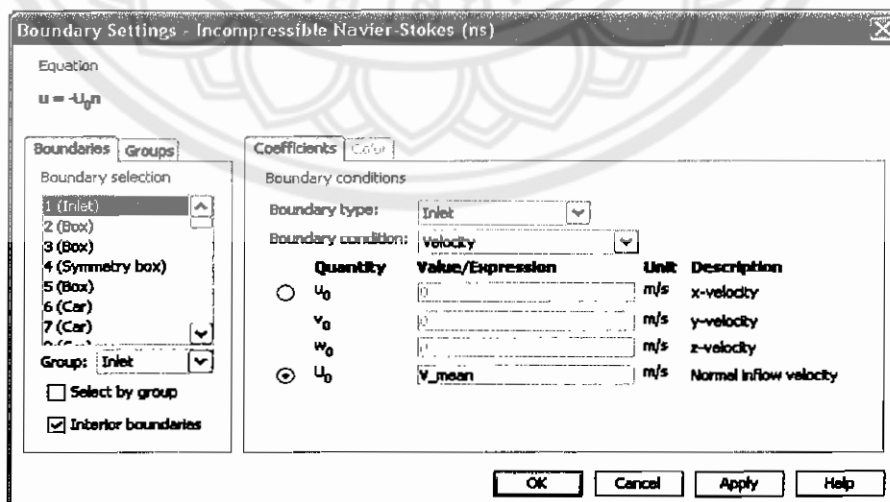 Boundary Settings - Incompressible Navier-Stokes (ns)
Equation
u = -U₀n
Boundaries Groups
Boundary selection
1 (Inlet)
2 (Box)
3 (Box)
4 (Symmetry box)
5 (Box)
6 (Car)
7 (Car)
Group: Inlet
Select by group
Interior boundaries
Coefficients Color
Boundary conditions
Boundary type: Inlet
Boundary condition: Velocity
Quantity Value/Expression Unit Description
u₀ 0 m/s x-velocity
v₀ 0 m/s y-velocity
w₀ 0 m/s z-velocity
U₀ V_mean m/s Normal inflow velocity
OK Cancel Apply Help